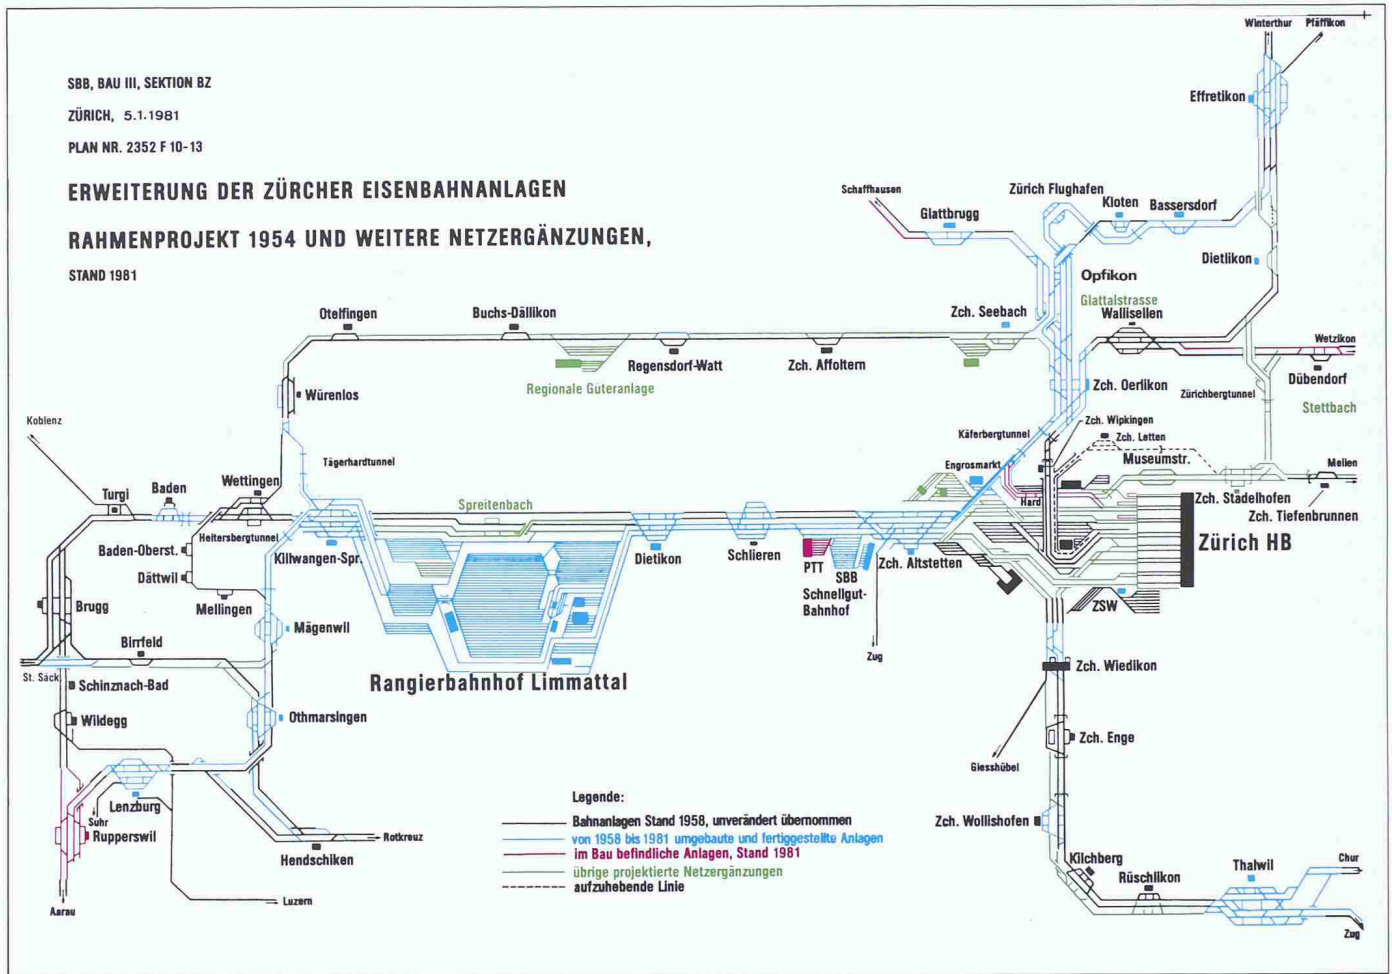 Winterthur
Pfäffikon
SBB, BAU III, SEKTION BZ
ZÜRICH, 5.1.1981
PLAN NR. 2352 F 10-13
ERWEITERUNG DER ZÜRCHER EISENBAHNANLAGEN
RAHMENPROJEKT 1954 UND WEITERE NETZERGÄNZUNGEN,
STAND 1981
Effretikon
Schaffhausen
Glattbrugg
Zürich Flughafen
Kloten
Bassersdorf
Dietlikon
Opfikon
Glattalstrasse
Otelfingen
Buchs-Dällikon
Zch. Seebach
Wallisellen
Wetzikon
Regensdorf-Watt
Zch. Affoltern
Regionale Güteranlage
Würenlos
Zch. Oerlikon
Zürichbergtunnel
Dübendorf
Stettbach
Koblenz
Käferbergtunnel
Zch. Wipkingen
Zch. Letten
Museumstr.
Tägerhardtunnel
Engrosmarkt
Meilen
Turgi
Baden
Wettingen
Spreitenbach
Hard
Zch. Stadelhofen
Zch. Tiefenbrunnen
Heitersbergtunnel
Baden-Oberst.
Killwangen-Spr.
Dietikon
Schlieren
Zch. Altstetten
Zürich HB
PTT
SBB
Schnellgut-
Bahnhof
Dättwil
Mellingen
Brugg
Mägenwil
ZSW
Birrfeld
Zug
St. Säck.
Schinznach-Bad
Rangierbahnhof Limmattal
Zch. Wiedikon
Wildegg
Othmarsingen
Zch. Enge
Giesshübel
Lenzburg
Suhr
Rupperswil
Hendschiken
Rotkreuz
Luzern
Aarau
Legende:
Bahnanlagen Stand 1958, unverändert übernommen
von 1958 bis 1981 umgebaute und fertiggestellte Anlagen
im Bau befindliche Anlagen, Stand 1981
übrige projektierte Netzergänzungen
aufzuhebende Linie
Zch. Wollishofen
Kilchberg
Rüschlikon
Thalwil
Chur
Zug